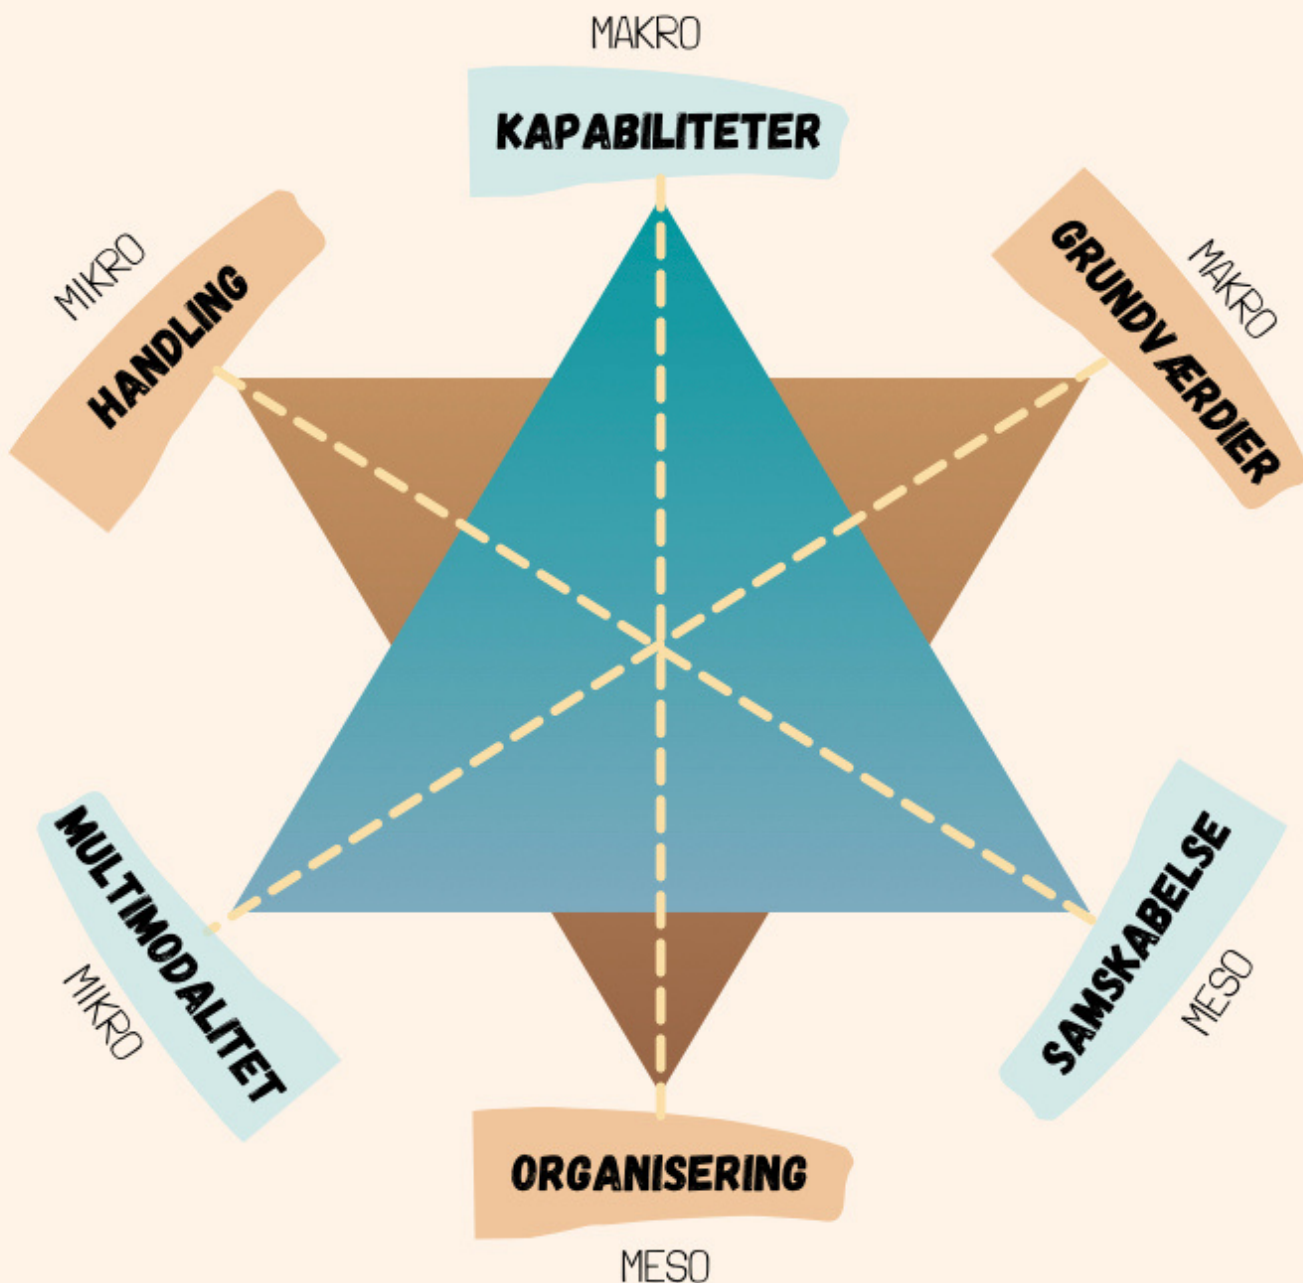 MAKRO
KAPABILITETER
MIKRO
HANDLING
MAKRO
GRUNDVÆRDIER
MULTIMODALITET
MIKRO
SAMSKABELSE
MESO
ORGANISERING
MESO